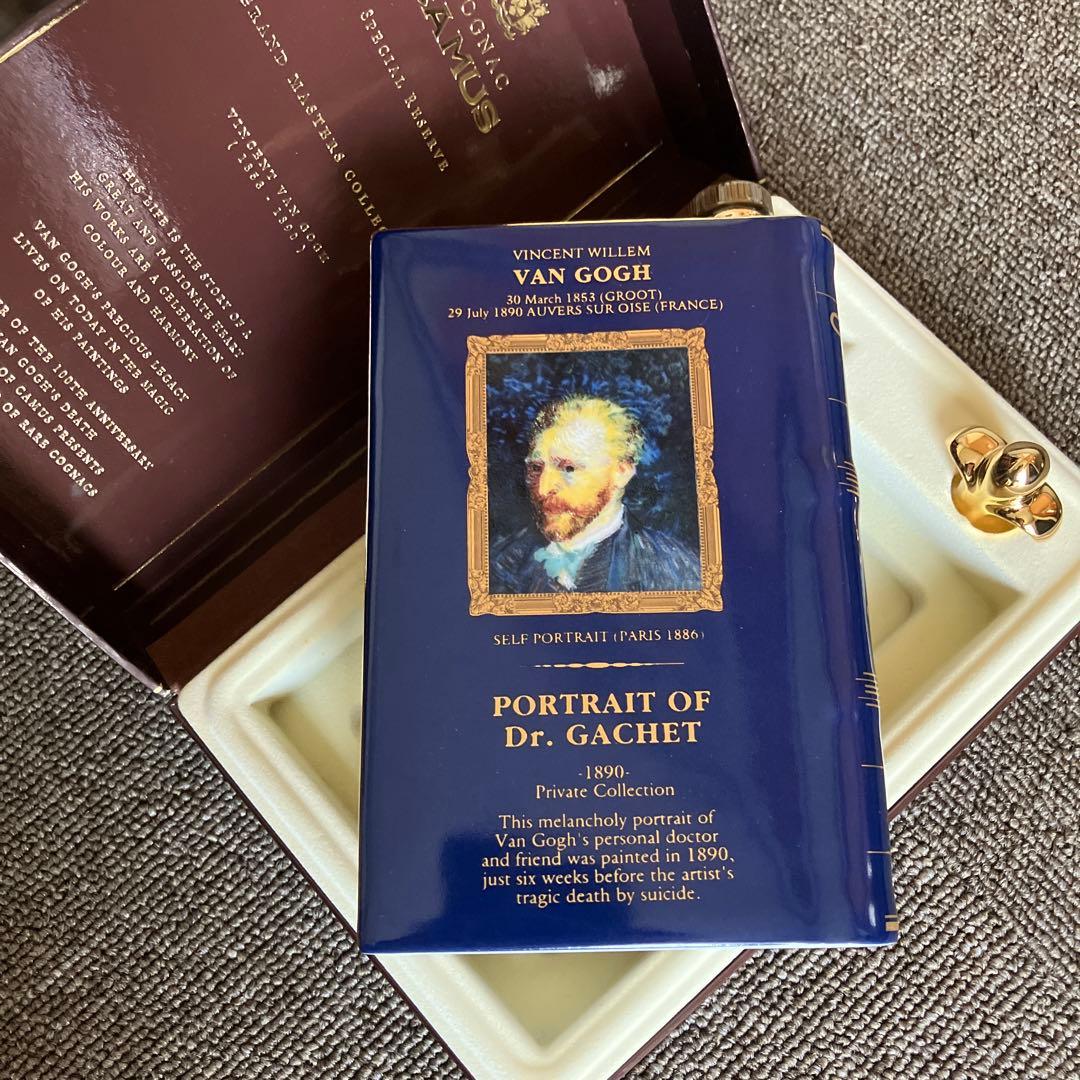 COGNAC
CAMUS
SPECIAL RESERVE
GRAND MASTERS COLLE
VINCENT VAN GOGH
(1853 - 1890)
HIS LIFE IS THE STORY OF A
GREAT AND PASSIONATE HEART
HIS WORKS ARE A CELEBRATION OF
COLOUR AND HARMONY
VAN GOGH'S PRECIOUS LEGACY
LIVES ON TODAY IN THE MAGIC
OF HIS PAINTINGS
R OF THE 100TH ANNIVERSARY
VAN GOGH'S DEATH
OF CAMUS PRESENTS
OF RARE COGNACS
VINCENT WILLEM
VAN GOGH
30 March 1853 (GROOT)
29 July 1890 AUVERS SUR OISE (FRANCE)
SELF PORTRAIT (PARIS 1886)
PORTRAIT OF
Dr. GACHET
-1890-
Private Collection
This melancholy portrait of
Van Gogh's personal doctor
and friend was painted in 1890,
just six weeks before the artist's
tragic death by suicide.